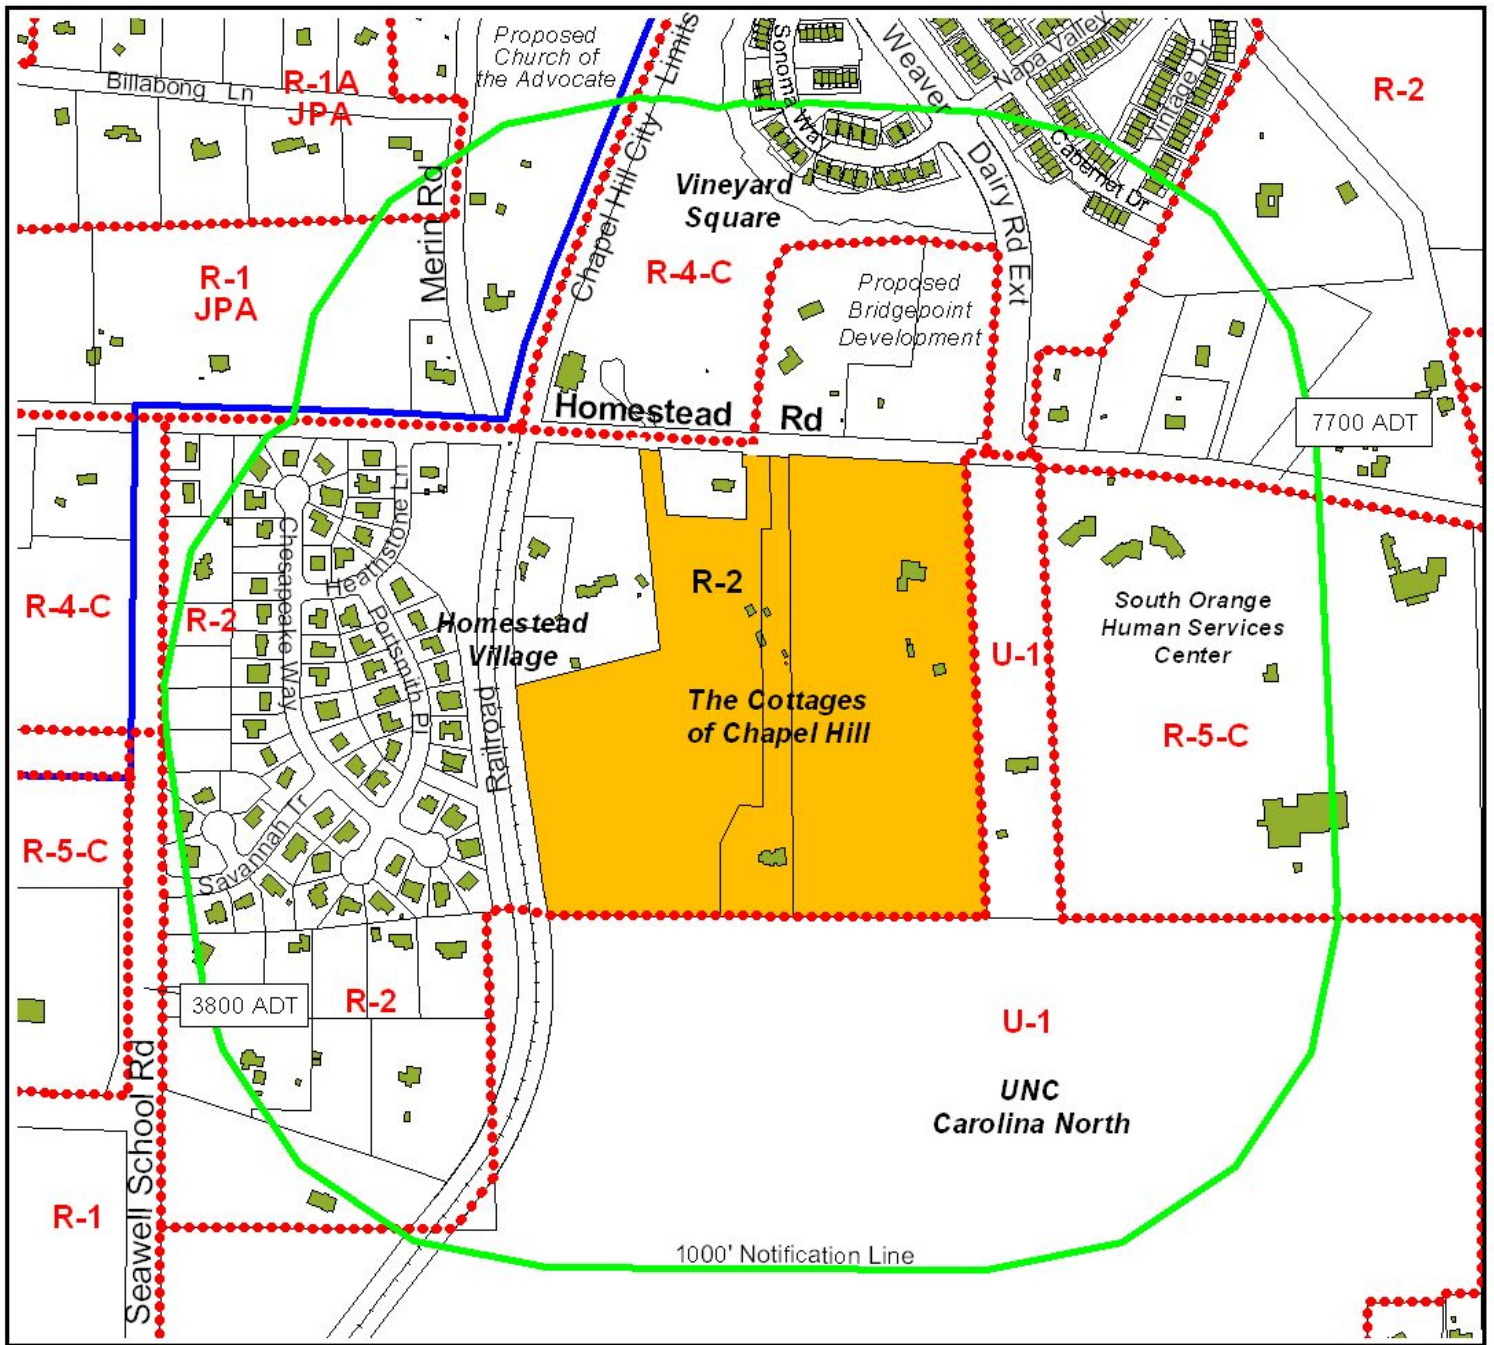 Proposed
Church of
the Advocate
Billabong Ln
R-1A
JPA
Chapel Hill City Limits
Sonoma Way
Weaver
Dairy Rd Ext
Napa Valley
Vintage Dr
Cabernet Dr
R-2
Merin Rd
Vineyard
Square
R-4-C
R-1
JPA
Proposed
Bridgepoint
Development
Homestead Rd
7700 ADT
Chesapeake Way
Heathstone Ln
Portsmith Pl
R-4-C
R-2
Homestead
Village
Railroad
R-2
The Cottages
of Chapel Hill
U-1
South Orange
Human Services
Center
R-5-C
R-5-C
Savannah Tr
3800 ADT
R-2
U-1
UNC
Carolina North
Seawell School Rd
R-1
1000' Notification Line